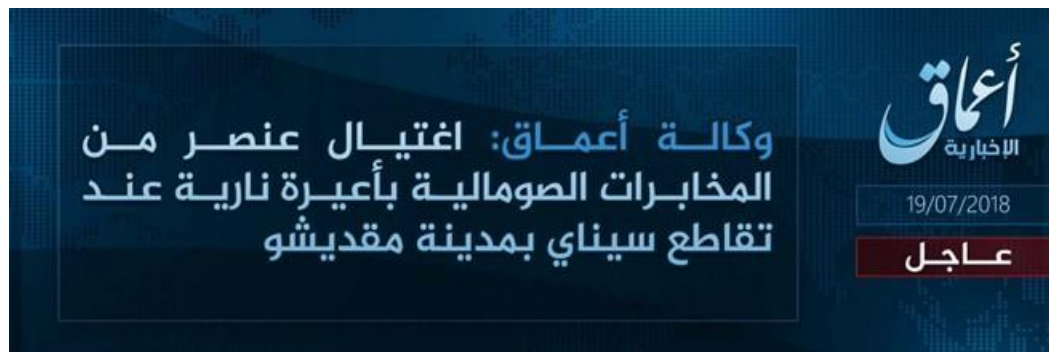 أعماق
الإخبارية
19/07/2018
عاجل
وكالة أعماق: اغتيال عنصر من
المخابرات الصومالية بأعيرة نارية عند
تقاطع سيناي بمدينة مقديشو